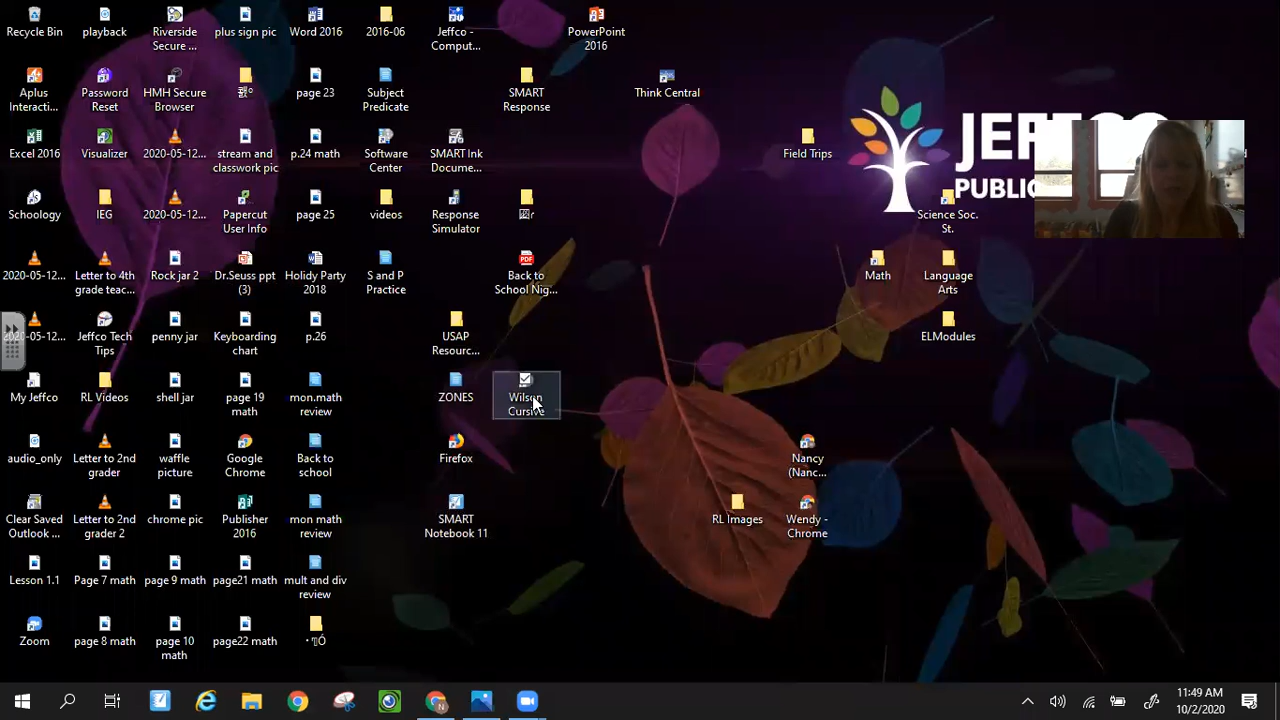 Recycle Bin
playback
Riverside
Secure ...
plus sign pic
Word 2016
2016-06
Jeffco -
Comput...
PowerPoint
2016
Aplus
Interacti...
Password
Reset
HMH Secure
Browser
page 23
Subject
Predicate
SMART
Response
Think Central
Excel 2016
Visualizer
2020-05-12...
stream and
classwork pic
p.24 math
Software
Center
SMART Ink
Docume...
Field Trips
JEFFCO
PUBLIC
Schoology
IEG
2020-05-12...
Papercut
User Info
page 25
videos
Response
Simulator
Science Soc.
St.
2020-05-12...
Letter to 4th
grade teac...
Rock jar 2
Dr.Seuss ppt
(3)
Holidy Party
2018
S and P
Practice
Back to
School Nig...
Math
Language
Arts
2020-05-12...
Jeffco Tech
Tips
penny jar
Keyboarding
chart
p.26
USAP
Resourc...
ELModules
My Jeffco
RL Videos
shell jar
page 19
math
mon.math
review
ZONES
Wilson
Cursive
audio_only
Letter to 2nd
grader
waffle
picture
Google
Chrome
Back to
school
Firefox
Nancy
(Nanc...
Clear Saved
Outlook ...
Letter to 2nd
grader 2
chrome pic
Publisher
2016
mon math
review
SMART
Notebook 11
RL Images
Wendy -
Chrome
Lesson 1.1
Page 7 math
page 9 math
page21 math
mult and div
review
Zoom
page 8 math
page 10
math
page22 math
11:49 AM
10/2/2020